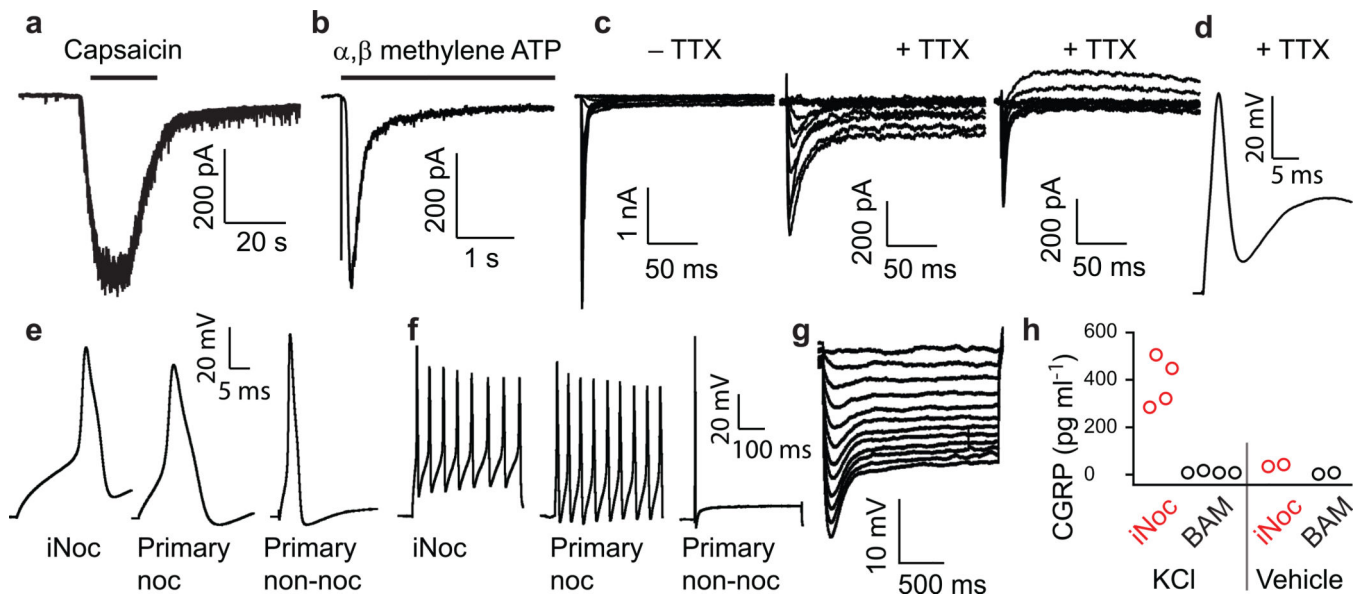 a
Capsaicin
200 pA
20 s
b
α,β methylene ATP
200 pA
1 s
c
– TTX
1 nA
50 ms
+ TTX
200 pA
50 ms
+ TTX
200 pA
50 ms
d
+ TTX
20 mV
5 ms
e
20 mV
5 ms
iNoc
Primary
noc
Primary
non-noc
f
20 mV
100 ms
iNoc
Primary
noc
Primary
non-noc
g
10 mV
500 ms
h
CGRP (pg ml⁻¹)
600
400
200
0
iNoc
BAM
iNoc
BAM
KCl
Vehicle